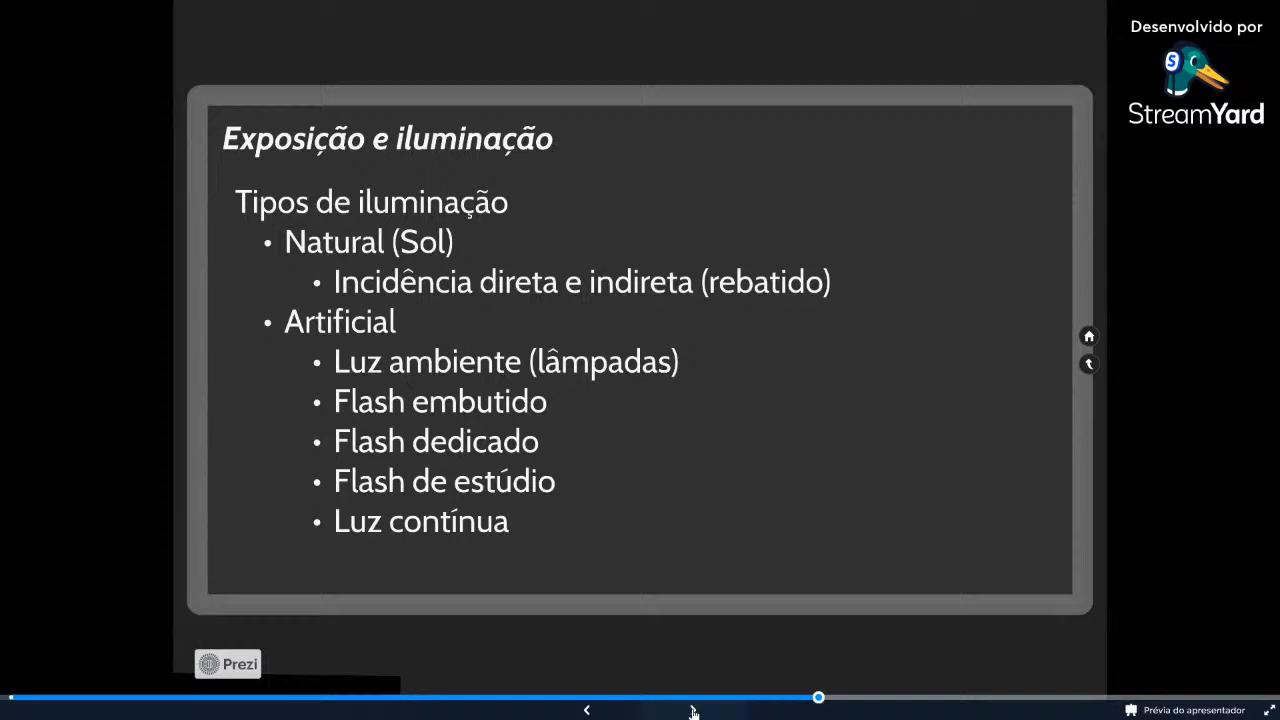 Desenvolvido por
StreamYard
Exposição e iluminação
Tipos de iluminação
• Natural (Sol)
• Incidência direta e indireta (rebatido)
• Artificial
• Luz ambiente (lâmpadas)
• Flash embutido
• Flash dedicado
• Flash de estúdio
• Luz contínua
Prezi
Prévia do apresentador